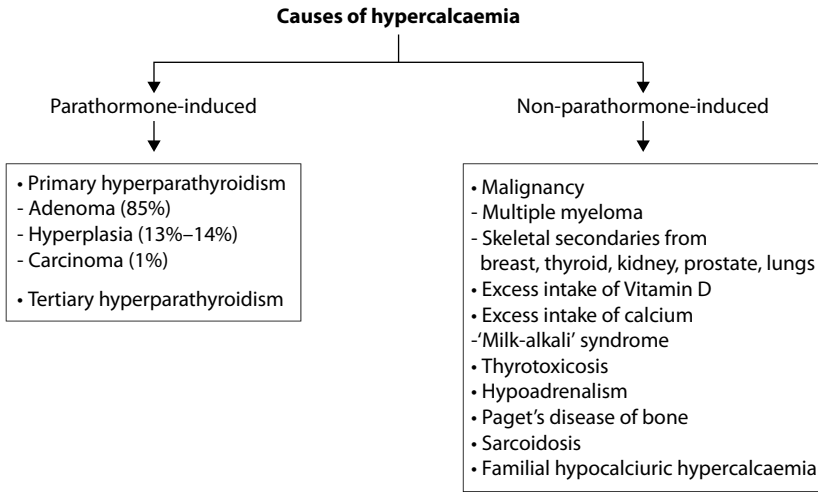 Causes of hypercalcaemia
Parathormone-induced
• Primary hyperparathyroidism
- Adenoma (85%)
- Hyperplasia (13%–14%)
- Carcinoma (1%)
• Tertiary hyperparathyroidism
Non-parathormone-induced
• Malignancy
- Multiple myeloma
- Skeletal secondaries from
breast, thyroid, kidney, prostate, lungs
• Excess intake of Vitamin D
• Excess intake of calcium
-‘Milk-alkali’ syndrome
• Thyrotoxicosis
• Hypoadrenalism
• Paget’s disease of bone
• Sarcoidosis
• Familial hypocalciuric hypercalcaemia